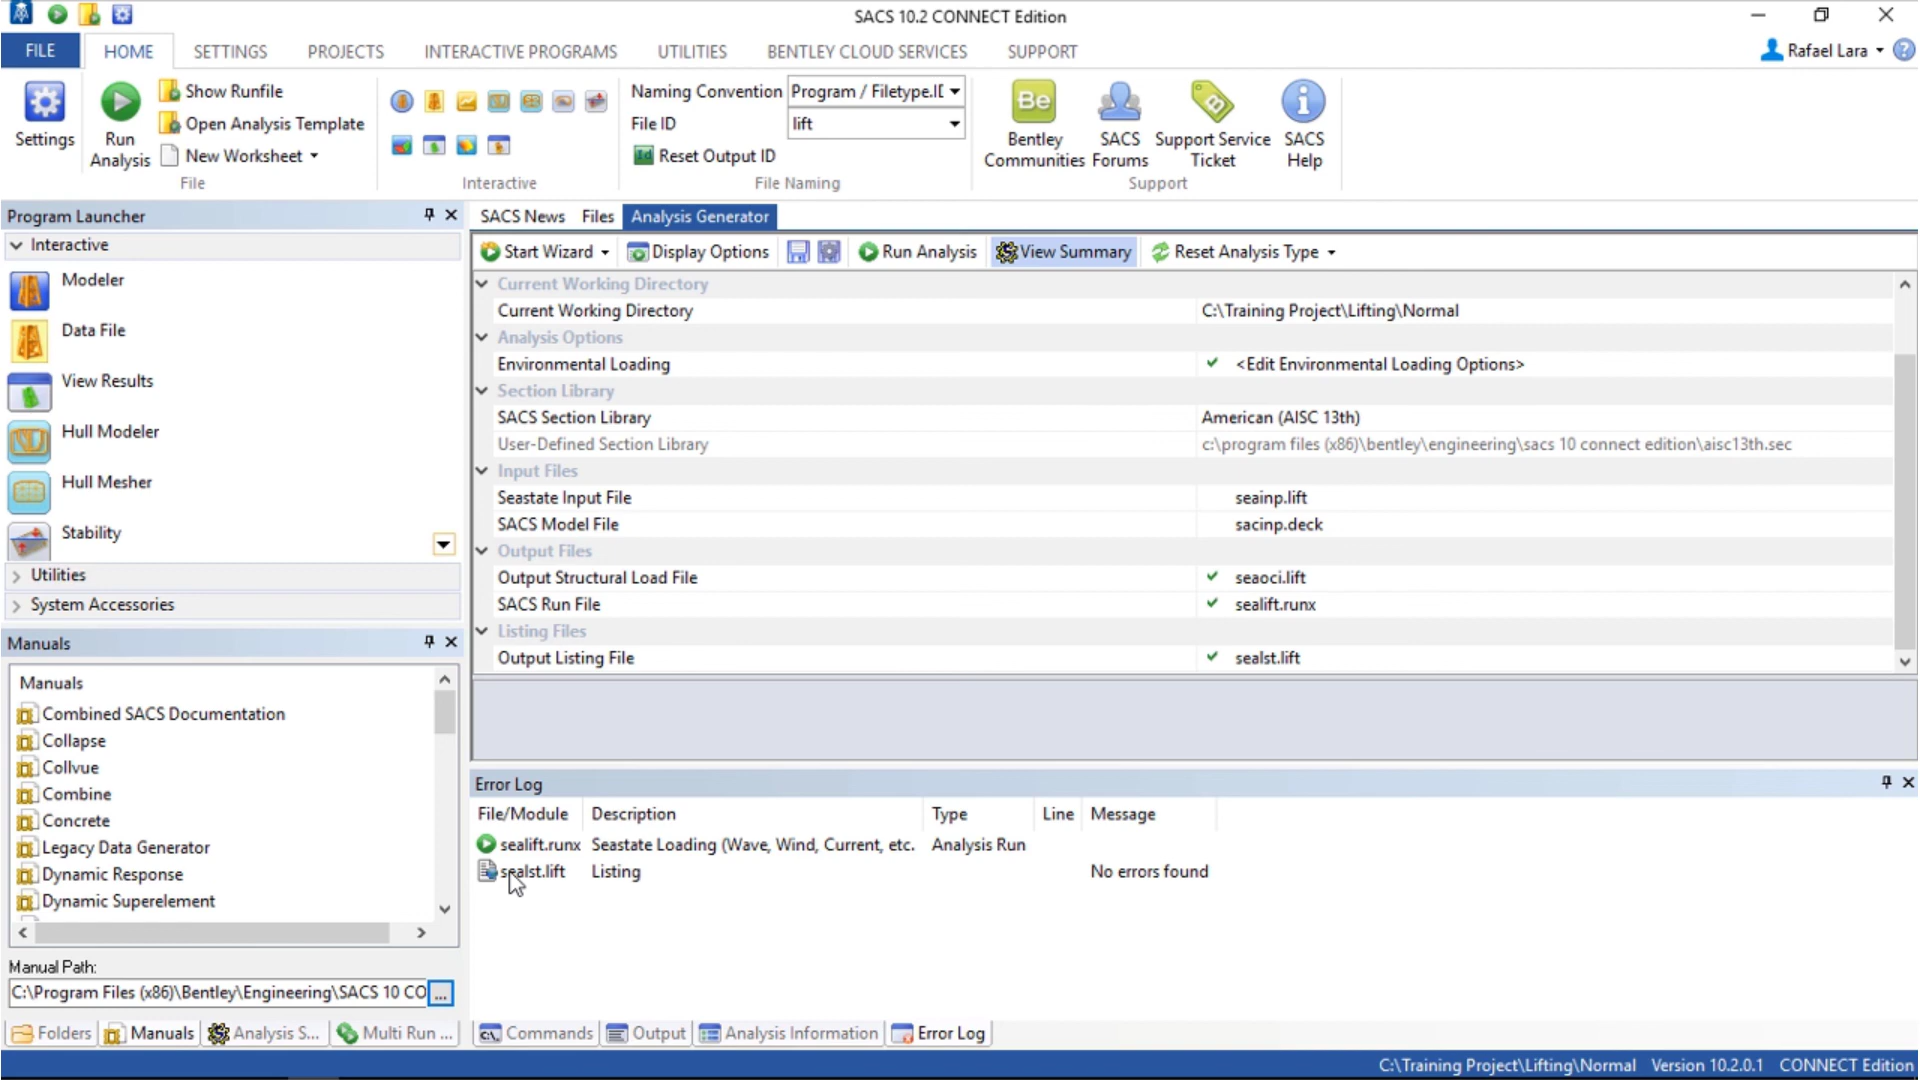 SACS 10.2 CONNECT Edition
FILE HOME SETTINGS PROJECTS INTERACTIVE PROGRAMS UTILITIES BENTLEY CLOUD SERVICES SUPPORT Rafael Lara
Settings
Run Analysis
Show Runfile
Open Analysis Template
New Worksheet
File
Interactive
Naming Convention Program / Filetype.ID
File ID lift
Reset Output ID
File Naming
Be
Bentley Communities
SACS Forums
Support Service Ticket
SACS Help
Support
Program Launcher
Interactive
Modeler
Data File
View Results
Hull Modeler
Hull Mesher
Stability
Utilities
System Accessories
Manuals
Manuals
Combined SACS Documentation
Collapse
Collvue
Combine
Concrete
Legacy Data Generator
Dynamic Response
Dynamic Superelement
Manual Path:
C:\Program Files (x86)\Bentley\Engineering\SACS 10 CO ...
Folders Manuals Analysis S... Multi Run ...
SACS News Files Analysis Generator
Start Wizard Display Options Run Analysis View Summary Reset Analysis Type
Current Working Directory
Current Working Directory C:\Training Project\Lifting\Normal
Analysis Options
Environmental Loading <Edit Environmental Loading Options>
Section Library
SACS Section Library American (AISC 13th)
User-Defined Section Library c:\program files (x86)\bentley\engineering\sacs 10 connect edition\aisc13th.sec
Input Files
Seastate Input File seainp.lift
SACS Model File sacinp.deck
Output Files
Output Structural Load File seaoci.lift
SACS Run File sealift.runx
Listing Files
Output Listing File sealst.lift
Error Log
File/Module Description Type Line Message
sealift.runx Seastate Loading (Wave, Wind, Current, etc. Analysis Run
sealst.lift Listing No errors found
Commands Output Analysis Information Error Log
C:\Training Project\Lifting\Normal Version 10.2.0.1 CONNECT Edition